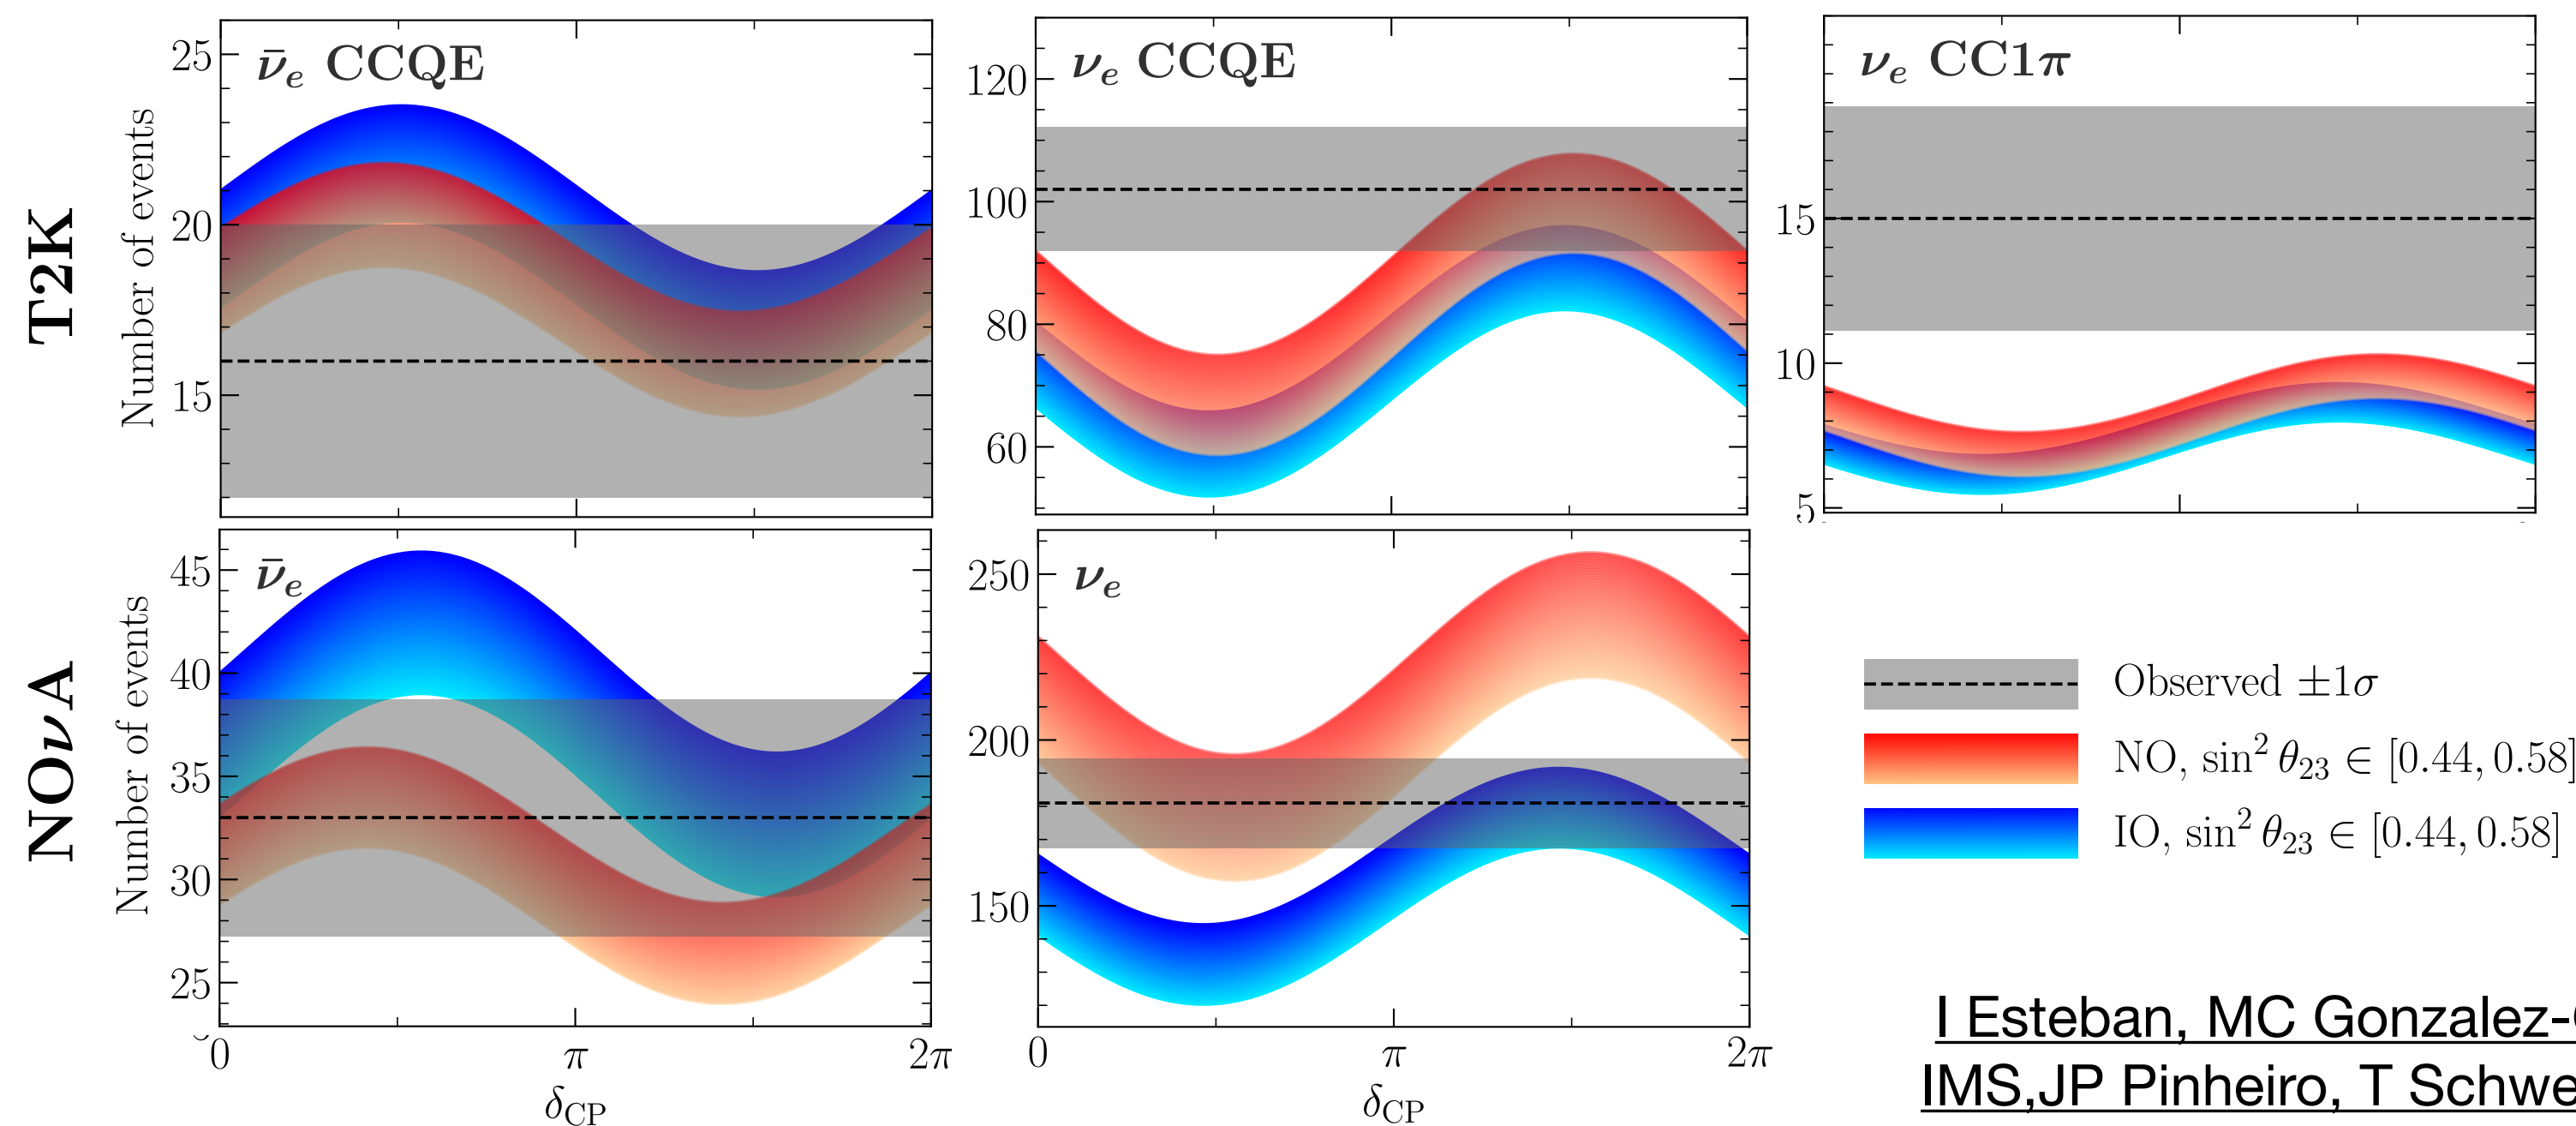 T2K
Number of events
25
20
15
ν̄e CCQE
120
100
80
60
νe CCQE
15
10
5
νe CC1π
NOνA
Number of events
45
40
35
30
25
ν̄e
0
π
2π
δCP
250
200
150
νe
0
π
2π
δCP
Observed ±1σ
NO, sin² θ23 ∈ [0.44, 0.58]
IO, sin² θ23 ∈ [0.44, 0.58]
I Esteban, MC Gonzalez-
IMS,JP Pinheiro, T Schwe